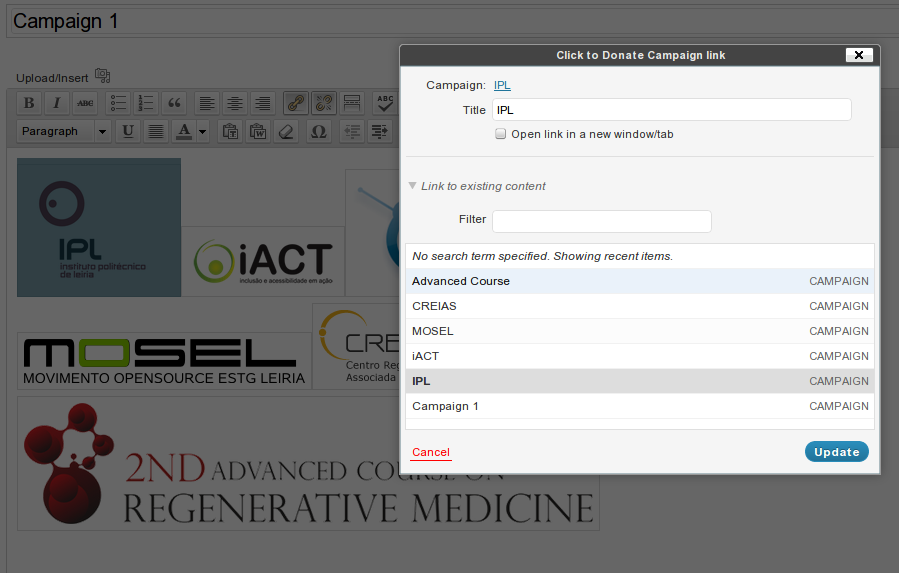 Campaign 1
Upload/Insert
B I ABC
ABC
Paragraph
U A T W Ω
IPL
instituto politécnico
de leiria
iACT
inclusão e acessibilidade em ação
MOSEL
MOVIMENTO OPENSOURCE ESTG LEIRIA
CRE
Centro Re
Associada
2ND ADVANCED COURSE ON
REGENERATIVE MEDICINE
Click to Donate Campaign link
Campaign: IPL
Title IPL
Open link in a new window/tab
Link to existing content
Filter
No search term specified. Showing recent items.
Advanced Course CAMPAIGN
CREIAS CAMPAIGN
MOSEL CAMPAIGN
iACT CAMPAIGN
IPL CAMPAIGN
Campaign 1 CAMPAIGN
Cancel
Update